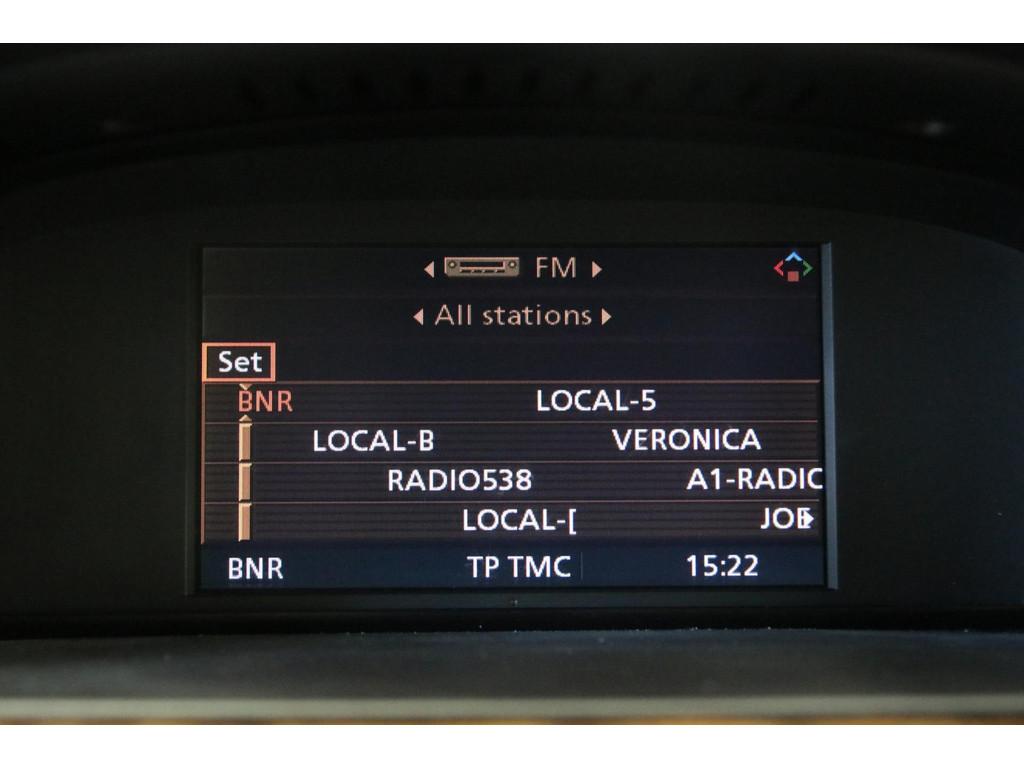 FM
All stations
Set
BNR LOCAL-5
LOCAL-B VERONICA
RADIO538 A1-RADIC
LOCAL-[ JOE
BNR TP TMC 15:22